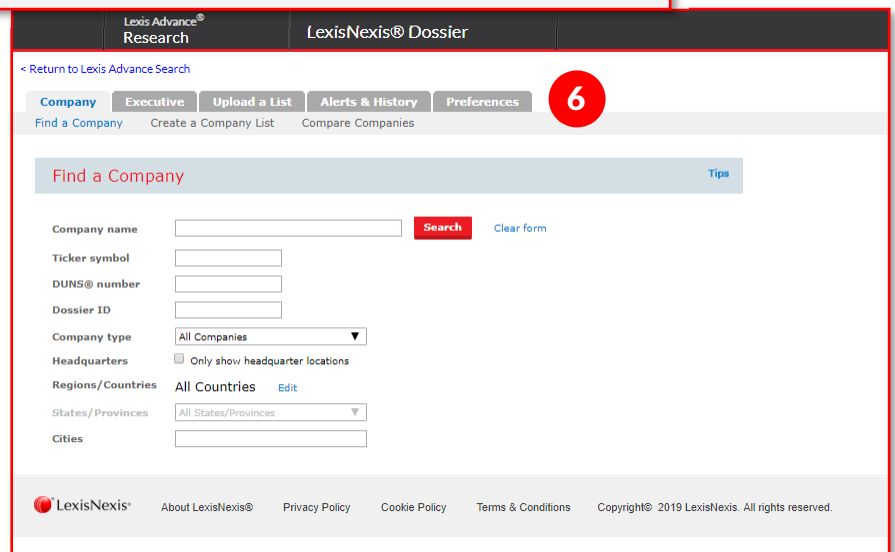 Lexis Advance®
Research
LexisNexis® Dossier
< Return to Lexis Advance Search
Company Executive Upload a List Alerts & History Preferences
6
Find a Company Create a Company List Compare Companies
Find a Company Tips
Company name Search Clear form
Ticker symbol
DUNS® number
Dossier ID
Company type All Companies ▼
Headquarters Only show headquarter locations
Regions/Countries All Countries Edit
States/Provinces All States/Provinces ▼
Cities
LexisNexis® About LexisNexis® Privacy Policy Cookie Policy Terms & Conditions Copyright© 2019 LexisNexis. All rights reserved.